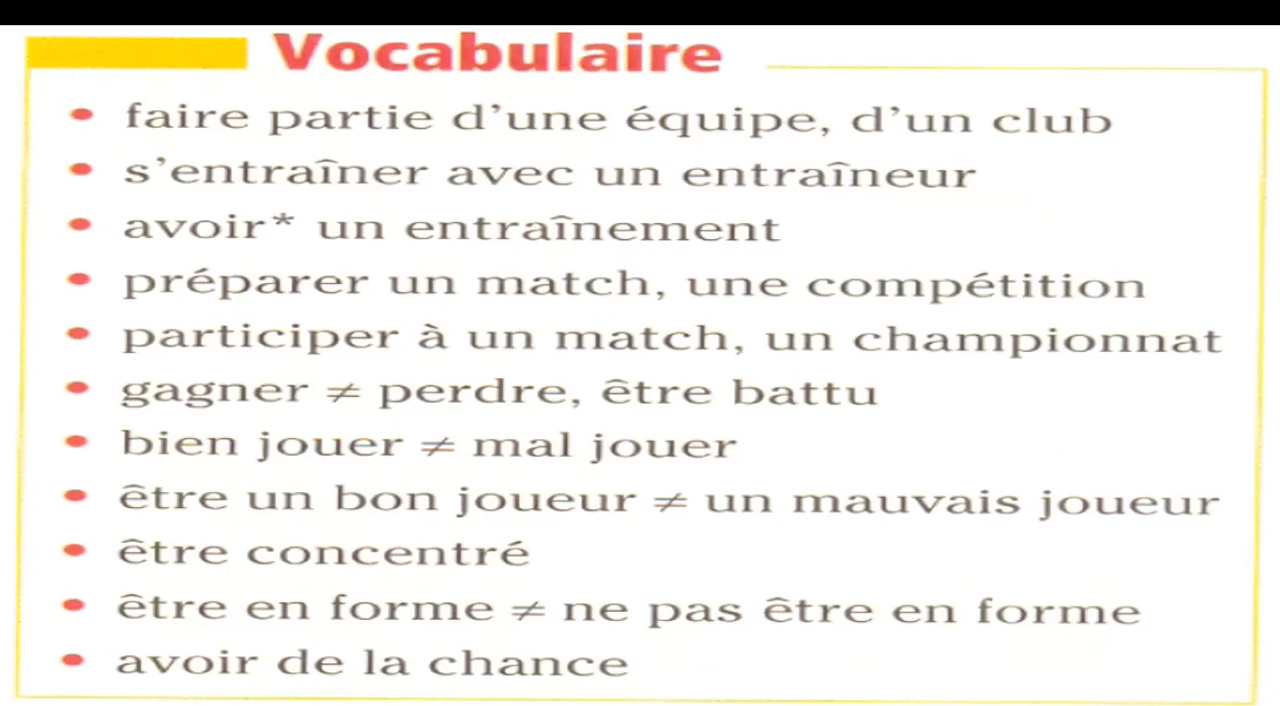 Vocabulaire
• faire partie d’une équipe, d’un club
• s’entraîner avec un entraîneur
• avoir* un entraînement
• préparer un match, une compétition
• participer à un match, un championnat
• gagner ≠ perdre, être battu
• bien jouer ≠ mal jouer
• être un bon joueur ≠ un mauvais joueur
• être concentré
• être en forme ≠ ne pas être en forme
• avoir de la chance